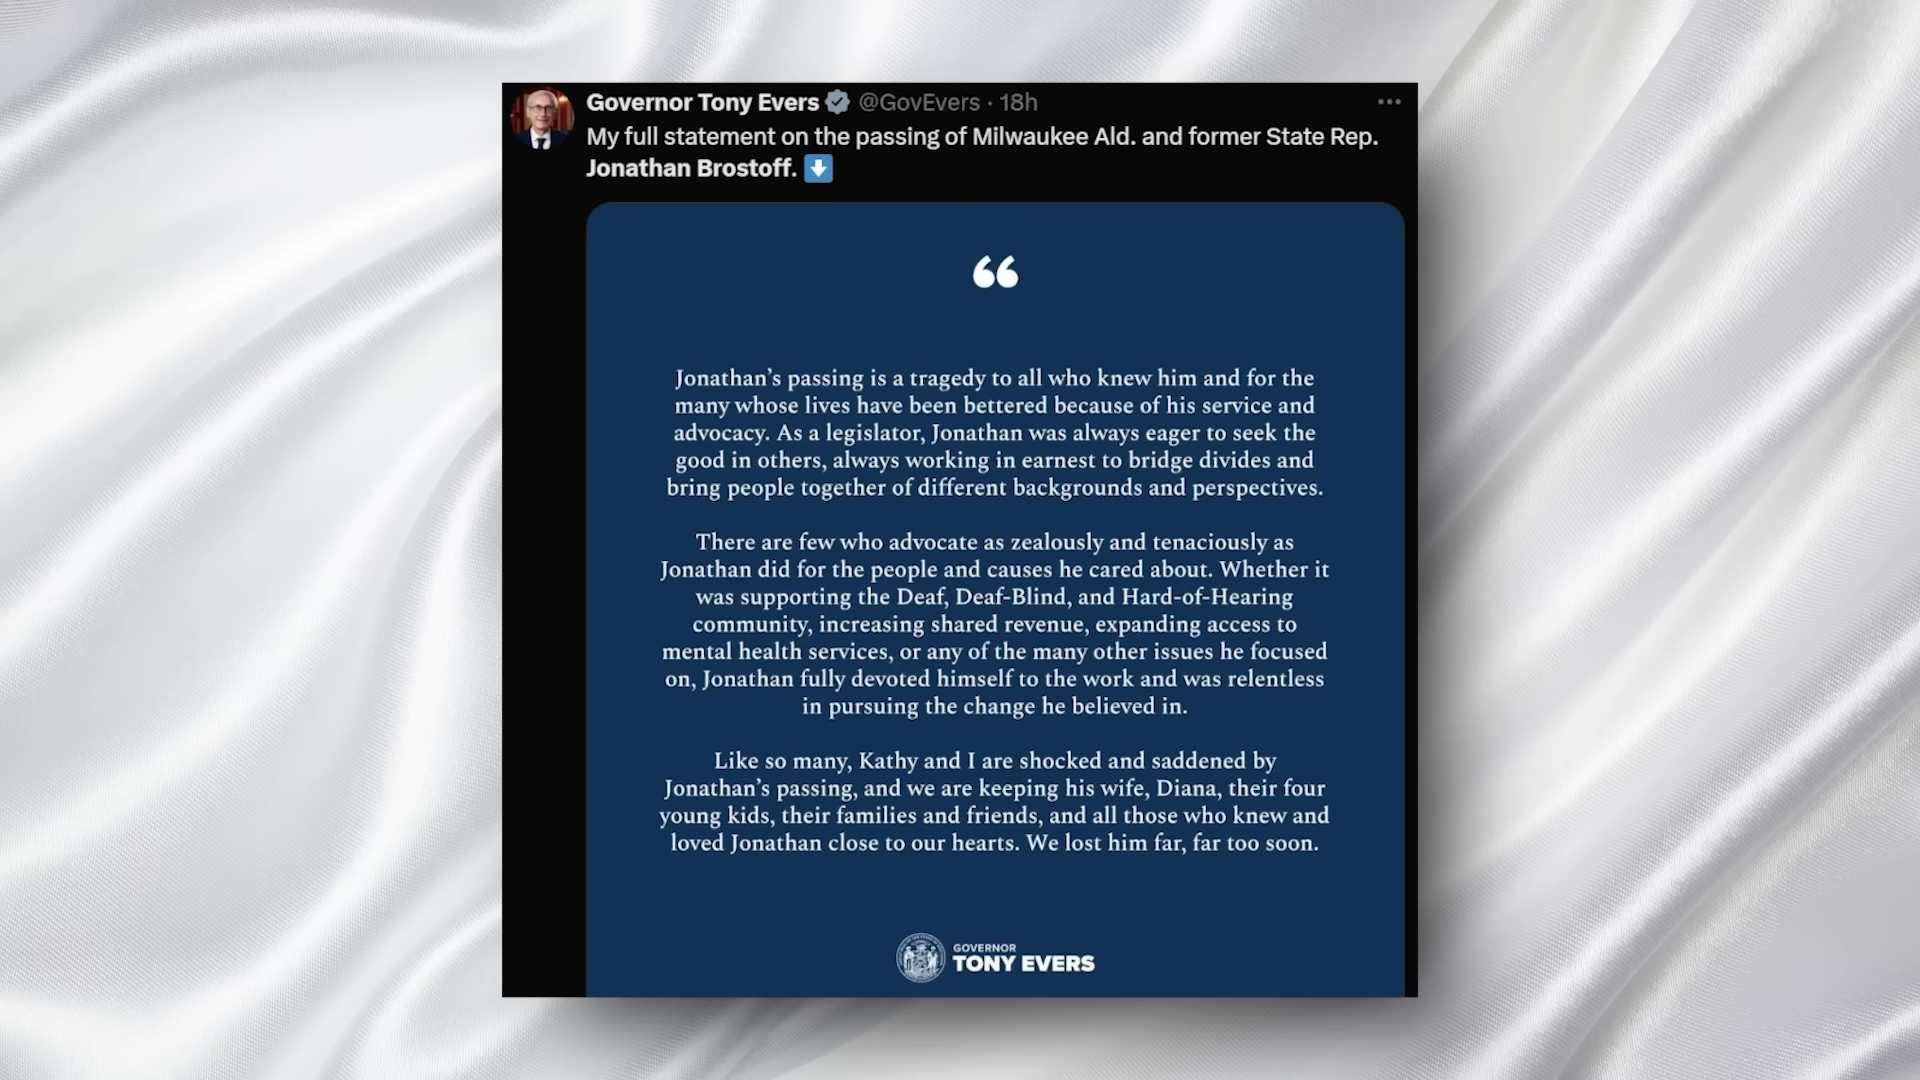 Governor Tony Evers @GovEvers · 18h
My full statement on the passing of Milwaukee Ald. and former State Rep.
Jonathan Brostoff. ⬇️
“
Jonathan’s passing is a tragedy to all who knew him and for the
many whose lives have been bettered because of his service and
advocacy. As a legislator, Jonathan was always eager to seek the
good in others, always working in earnest to bridge divides and
bring people together of different backgrounds and perspectives.
There are few who advocate as zealously and tenaciously as
Jonathan did for the people and causes he cared about. Whether it
was supporting the Deaf, Deaf-Blind, and Hard-of-Hearing
community, increasing shared revenue, expanding access to
mental health services, or any of the many other issues he focused
on, Jonathan fully devoted himself to the work and was relentless
in pursuing the change he believed in.
Like so many, Kathy and I are shocked and saddened by
Jonathan’s passing, and we are keeping his wife, Diana, their four
young kids, their families and friends, and all those who knew and
loved Jonathan close to our hearts. We lost him far, far too soon.
GOVERNOR
TONY EVERS